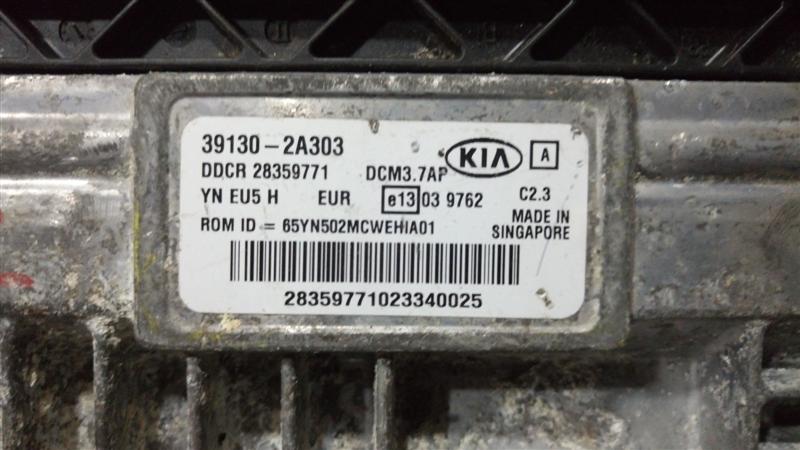 39130-2A303
DDCR 28359771 DCM3.7AP KIA A
YN EU5 H EUR e13 03 9762 C2.3
ROM ID = 65YN502MCWEHIA01 MADE IN
SINGAPORE
28359771023340025